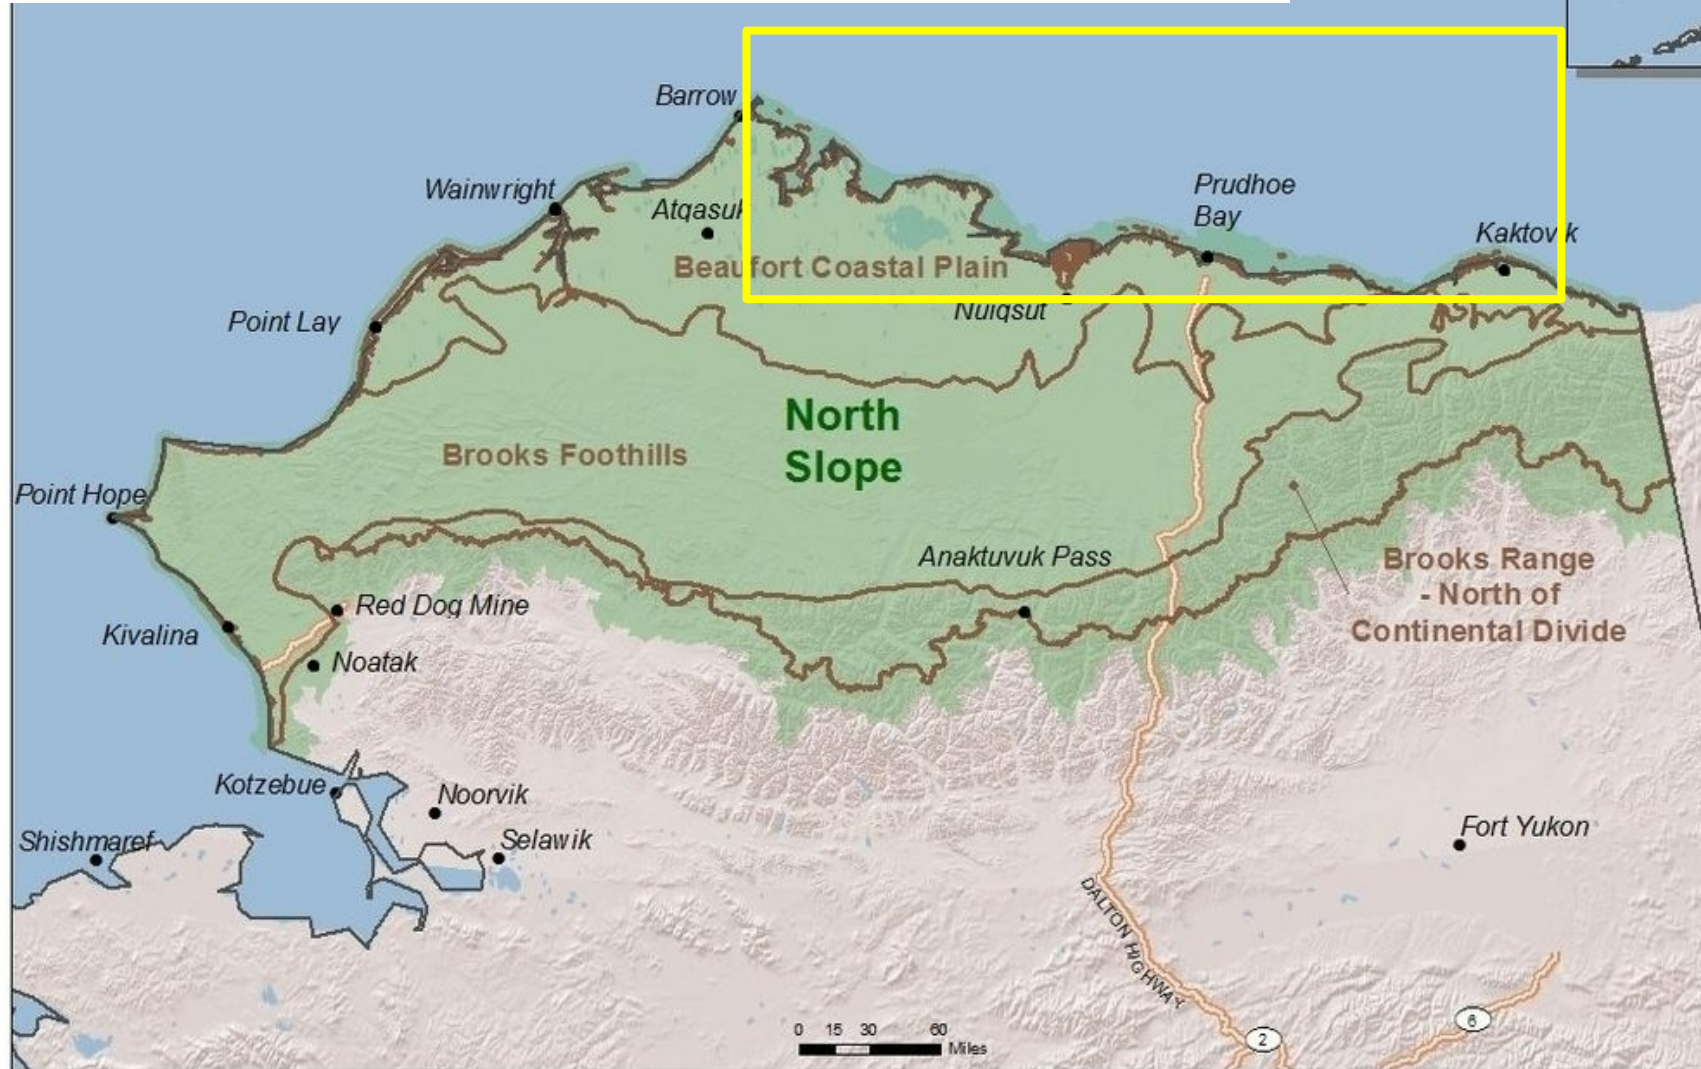 Barrow
Wainwright
Atqasuk
Prudhoe
Bay
Kaktovik
Beaufort Coastal Plain
Nuiqsut
Point Lay
North
Slope
Brooks Foothills
Point Hope
Anaktuvuk Pass
Brooks Range
- North of
Continental Divide
Red Dog Mine
Kivalina
Noatak
Kotzebue
Noorvik
Shishmaref
Selawik
Fort Yukon
DALTON HIGHWAY
0 15 30 60
Miles
2
6